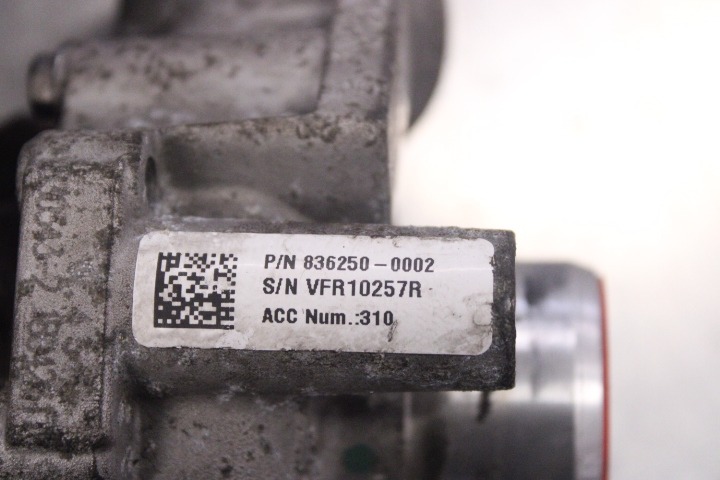 P/N 836250-0002
S/N VFR10257R
ACC Num.:310